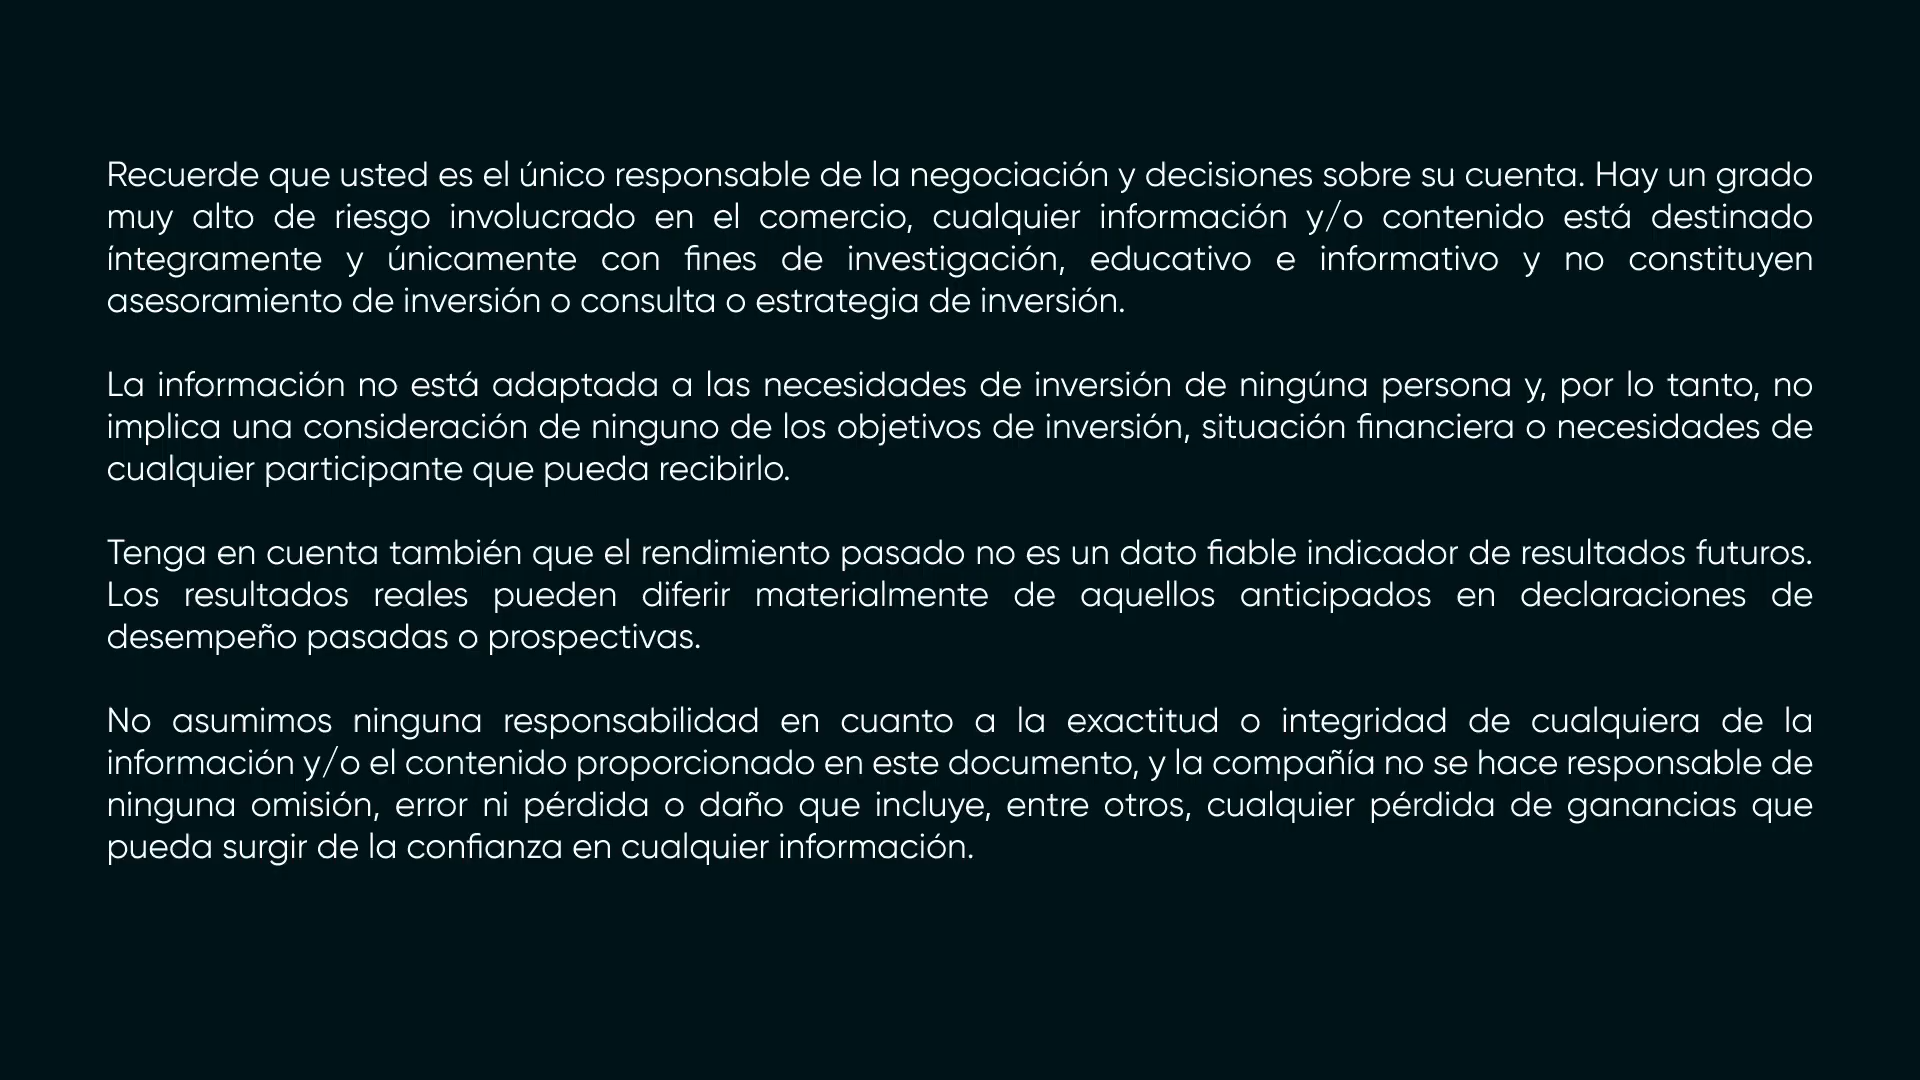 Recuerde que usted es el único responsable de la negociación y decisiones sobre su cuenta. Hay un grado
muy alto de riesgo involucrado en el comercio, cualquier información y/o contenido está destinado
íntegramente y únicamente con fines de investigación, educativo e informativo y no constituyen
asesoramiento de inversión o consulta o estrategia de inversión.
La información no está adaptada a las necesidades de inversión de ningúna persona y, por lo tanto, no
implica una consideración de ninguno de los objetivos de inversión, situación financiera o necesidades de
cualquier participante que pueda recibirlo.
Tenga en cuenta también que el rendimiento pasado no es un dato fiable indicador de resultados futuros.
Los resultados reales pueden diferir materialmente de aquellos anticipados en declaraciones de
desempeño pasadas o prospectivas.
No asumimos ninguna responsabilidad en cuanto a la exactitud o integridad de cualquiera de la
información y/o el contenido proporcionado en este documento, y la compañía no se hace responsable de
ninguna omisión, error ni pérdida o daño que incluye, entre otros, cualquier pérdida de ganancias que
pueda surgir de la confianza en cualquier información.